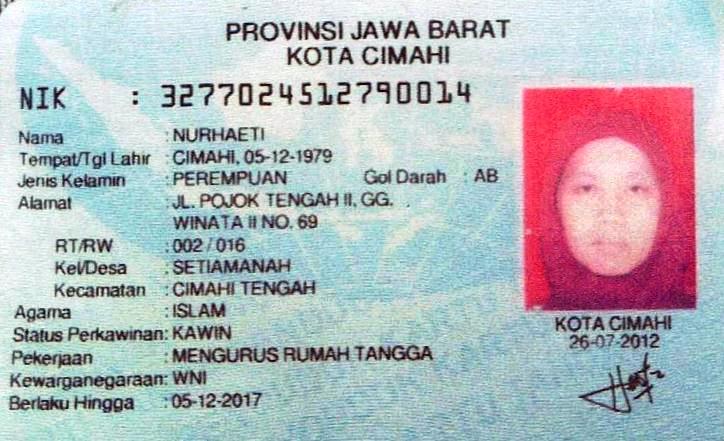 PROVINSI JAWA BARAT
KOTA CIMAHI
NIK : 3277024512790014
Nama : NURHAETI
Tempat/Tgl Lahir : CIMAHI, 05-12-1979
Jenis Kelamin : PEREMPUAN Gol Darah : AB
Alamat : JL. POJOK TENGAH II, GG.
WINATA II NO. 69
RT/RW : 002 / 016
Kel/Desa : SETIAMANAH
Kecamatan : CIMAHI TENGAH
Agama : ISLAM
Status Perkawinan: KAWIN
Pekerjaan : MENGURUS RUMAH TANGGA
Kewarganegaraan: WNI
Berlaku Hingga : 05-12-2017
KOTA CIMAHI
26-07-2012